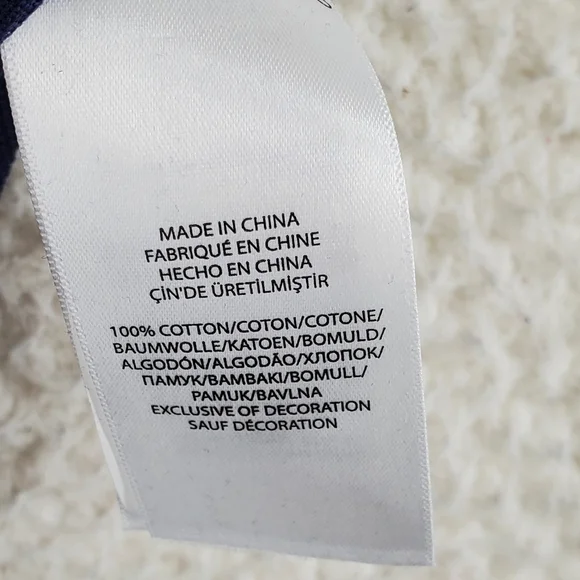 MADE IN CHINA
FABRIQUÉ EN CHINE
HECHO EN CHINA
ÇİN'DE ÜRETİLMİŞTİR
100% COTTON/COTON/COTONE/
BAUMWOLLE/KATOEN/BOMULD/
ALGODÓN/ALGODÃO/ХЛОПОК/
ПАМУК/BAMBAKI/BOMULL/
PAMUK/BAVLNA
EXCLUSIVE OF DECORATION
SAUF DÉCORATION